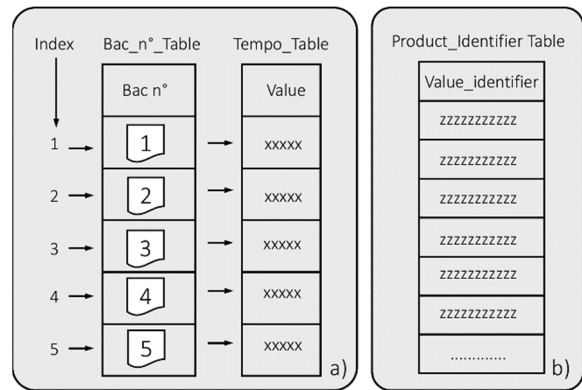 Index Bac_n°_Table Tempo_Table
Bac n° Value
1 1 xxxxx
2 2 xxxxx
3 3 xxxxx
4 4 xxxxx
5 5 xxxxx
a)
Product_Identifier Table
Value_identifier
zzzzzzzzzzz
zzzzzzzzzzz
zzzzzzzzzzz
zzzzzzzzzzz
zzzzzzzzzzz
zzzzzzzzzzz
.............
b)